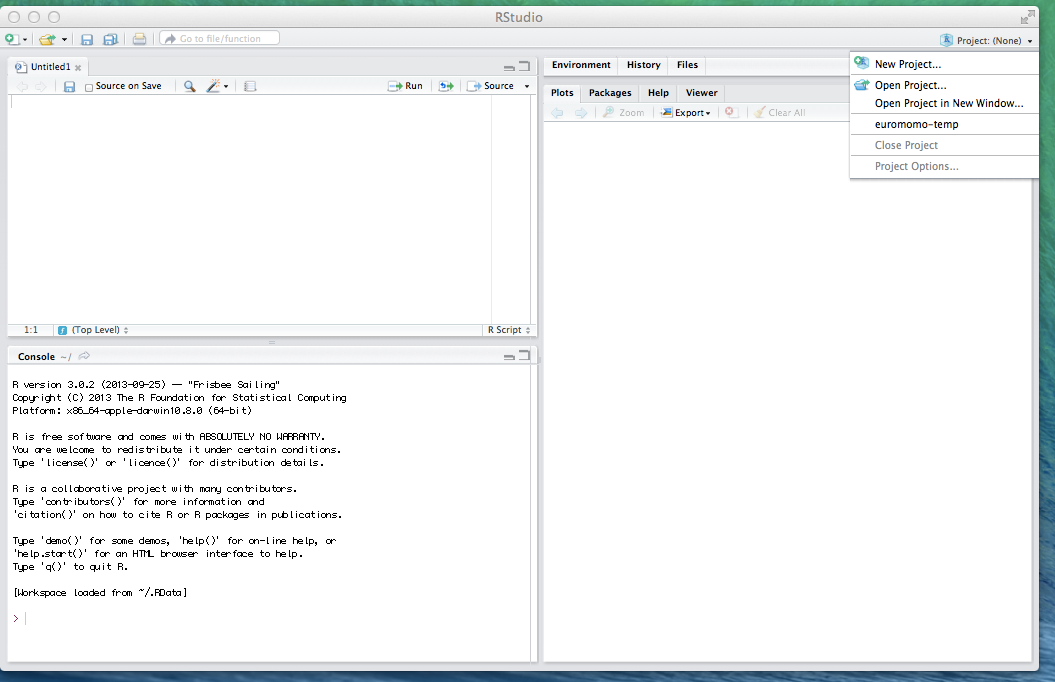 RStudio
Go to file/function
Project: (None)
Untitled1
Source on Save
Run
Source
1:1
(Top Level)
R Script
Console ~/
R version 3.0.2 (2013-09-25) -- "Frisbee Sailing"
Copyright (C) 2013 The R Foundation for Statistical Computing
Platform: x86_64-apple-darwin10.8.0 (64-bit)
R is free software and comes with ABSOLUTELY NO WARRANTY.
You are welcome to redistribute it under certain conditions.
Type 'license()' or 'licence()' for distribution details.
R is a collaborative project with many contributors.
Type 'contributors()' for more information and
'citation()' on how to cite R or R packages in publications.
Type 'demo()' for some demos, 'help()' for on-line help, or
'help.start()' for an HTML browser interface to help.
Type 'q()' to quit R.
[Workspace loaded from ~/.RData]
>
Environment History Files
Plots Packages Help Viewer
Zoom Export Clear All
New Project...
Open Project...
Open Project in New Window...
euromomo-temp
Close Project
Project Options...